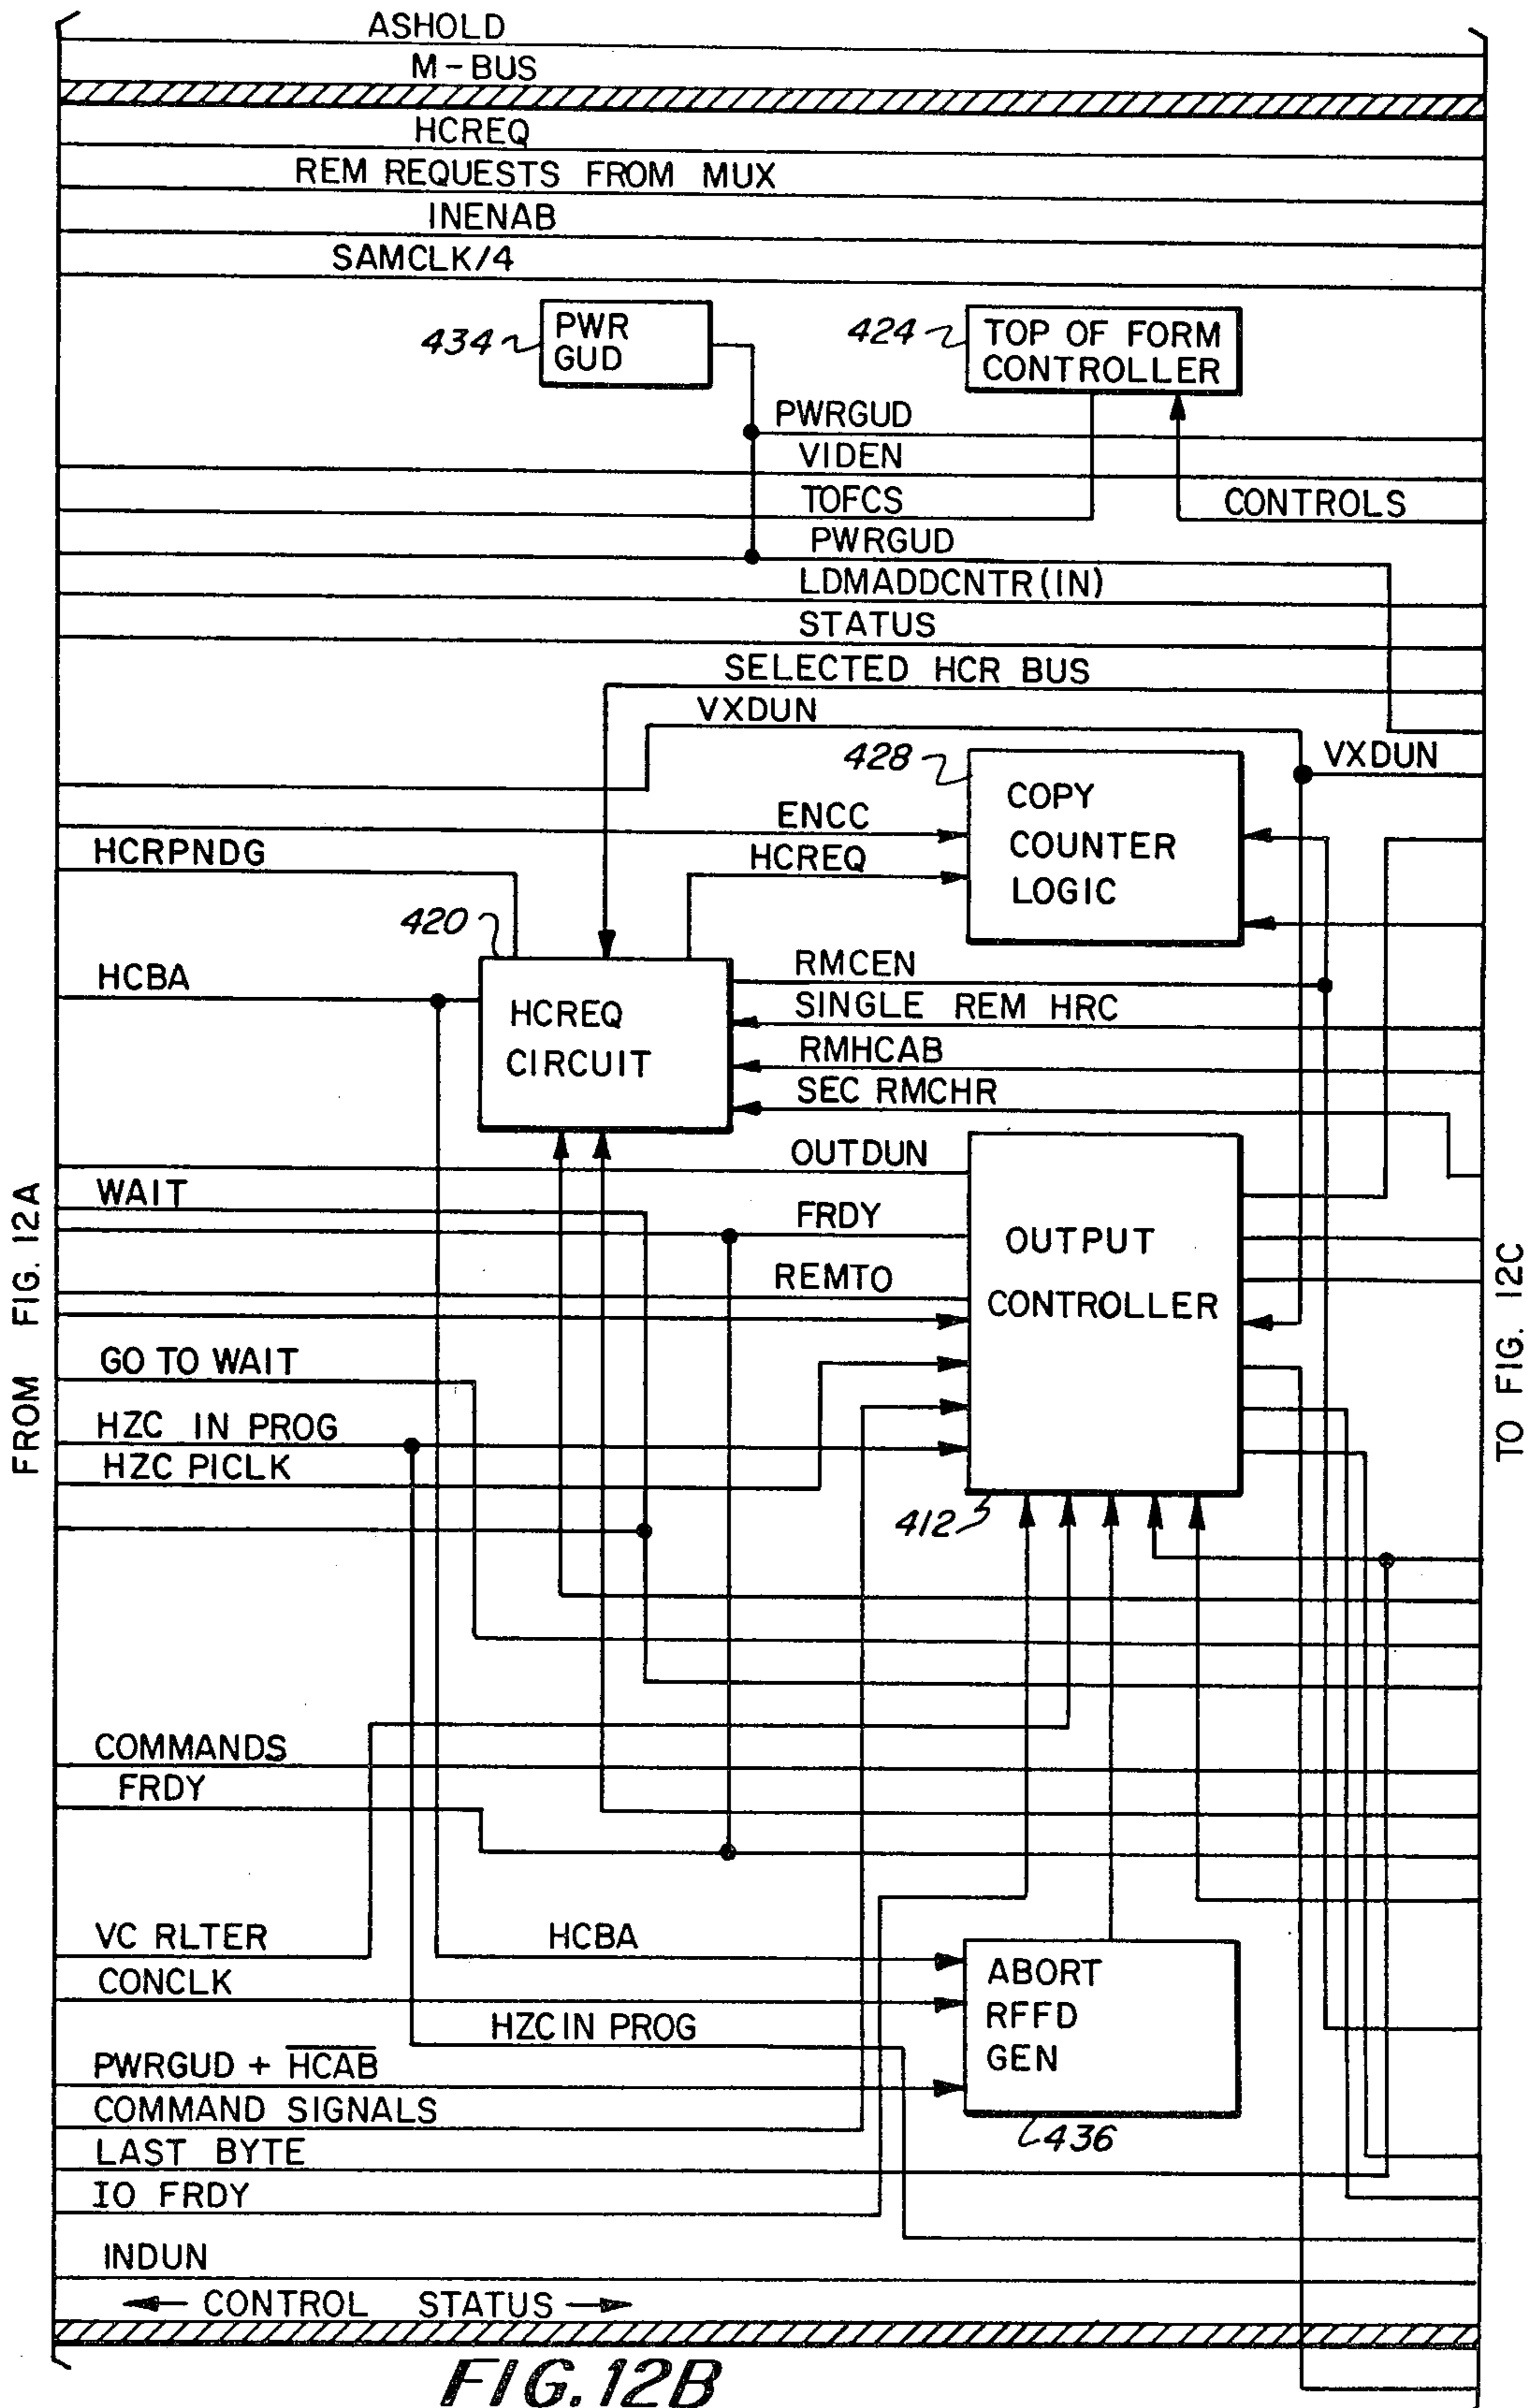 ASHOLD
M-BUS
HCREQ
REM REQUESTS FROM MUX
INENAB
SAMCLK/4
434
PWR
GUD
424
TOP OF FORM
CONTROLLER
PWRGUD
VIDEN
TOFCS
CONTROLS
PWRGUD
LDMADDCNTR(IN)
STATUS
SELECTED HCR BUS
VXDUN
VXDUN
428
COPY
COUNTER
LOGIC
ENCC
HCRPNDG
HCREQ
420
HCBA
HCREQ
CIRCUIT
RMCEN
SINGLE REM HRC
RMHCAB
SEC RMCHR
OUTDUN
WAIT
FRDY
OUTPUT
CONTROLLER
REMTO
GO TO WAIT
HZC IN PROG
HZC PICLK
412
FROM FIG. 12A
TO FIG. 12C
COMMANDS
FRDY
VC RLTER
HCBA
CONCLK
ABORT
RFFD
GEN
HZC IN PROG
PWRGUD + H̅C̅A̅B̅
COMMAND SIGNALS
436
LAST BYTE
IO FRDY
INDUN
← CONTROL STATUS →
FIG. 12B